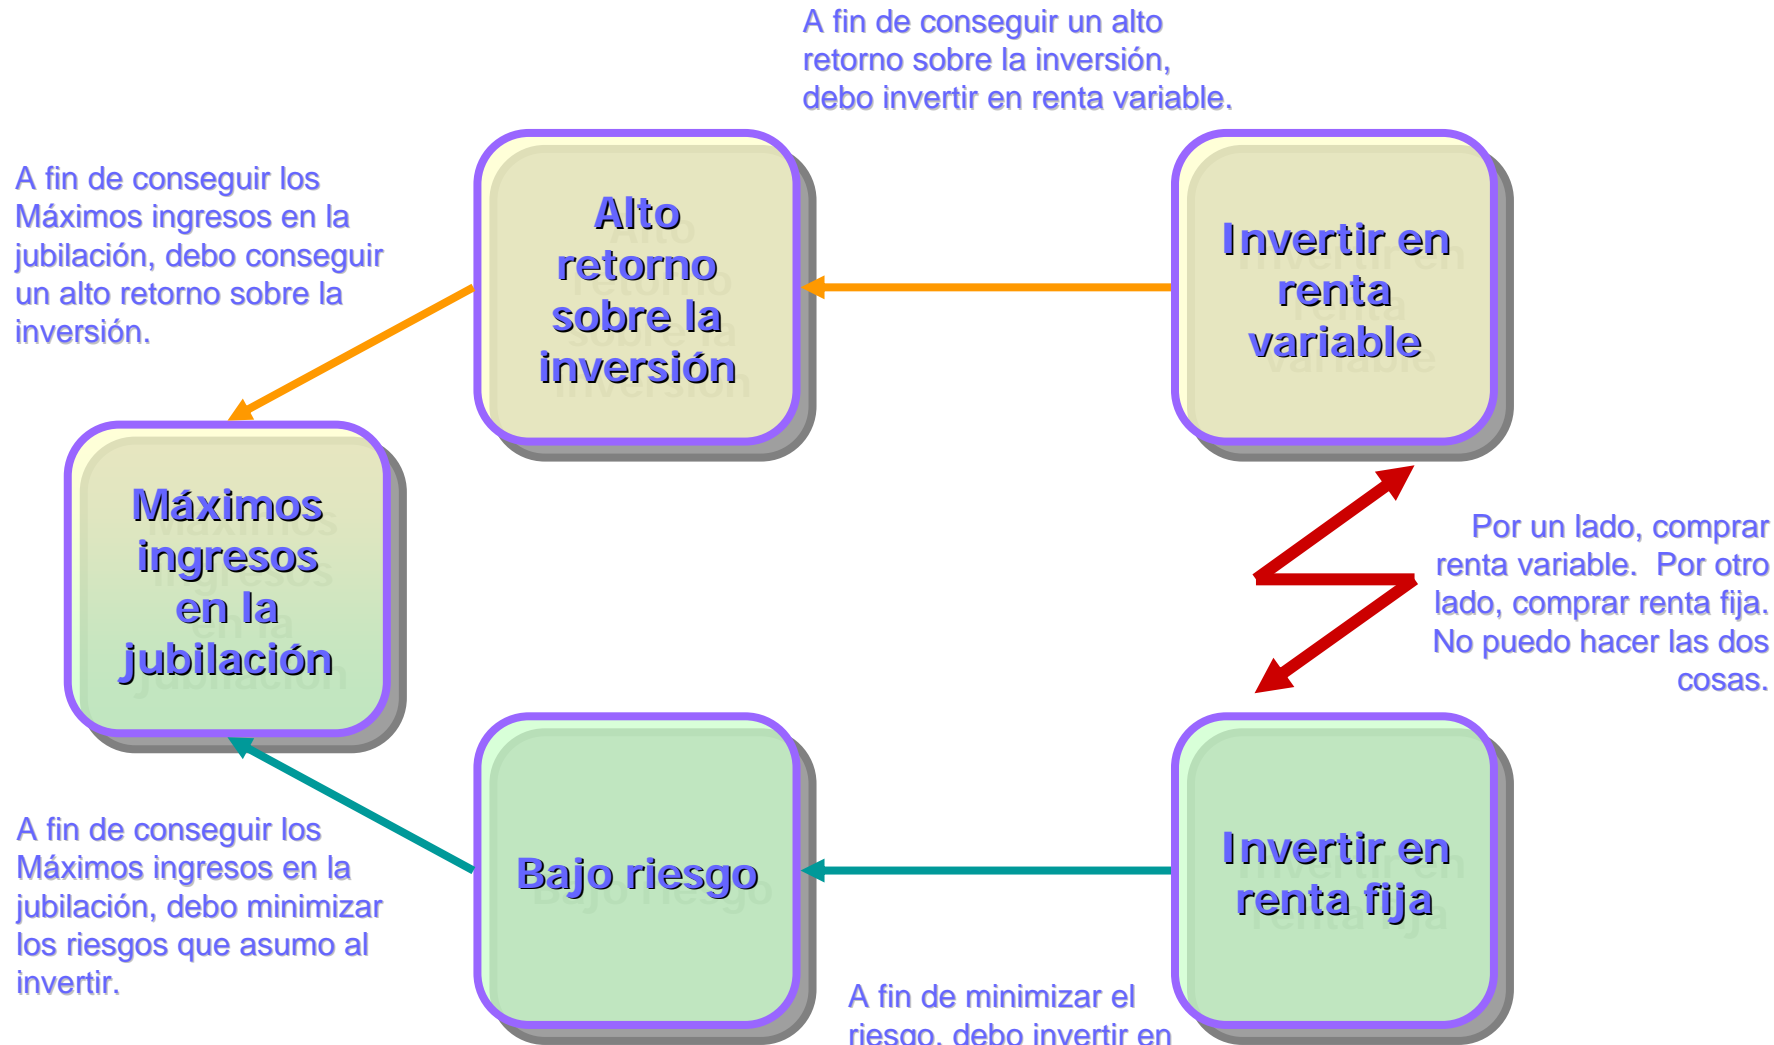 A fin de conseguir un alto
retorno sobre la inversión,
debo invertir en renta variable.
A fin de conseguir los
Máximos ingresos en la
jubilación, debo conseguir
un alto retorno sobre la
inversión.
Alto
retorno
sobre la
inversión
Invertir en
renta
variable
Máximos
ingresos
en la
jubilación
Por un lado, comprar
renta variable.  Por otro
lado, comprar renta fija.
No puedo hacer las dos
cosas.
A fin de conseguir los
Máximos ingresos en la
jubilación, debo minimizar
los riesgos que asumo al
invertir.
Bajo riesgo
Invertir en
renta fija
A fin de minimizar el
riesgo, debo invertir en